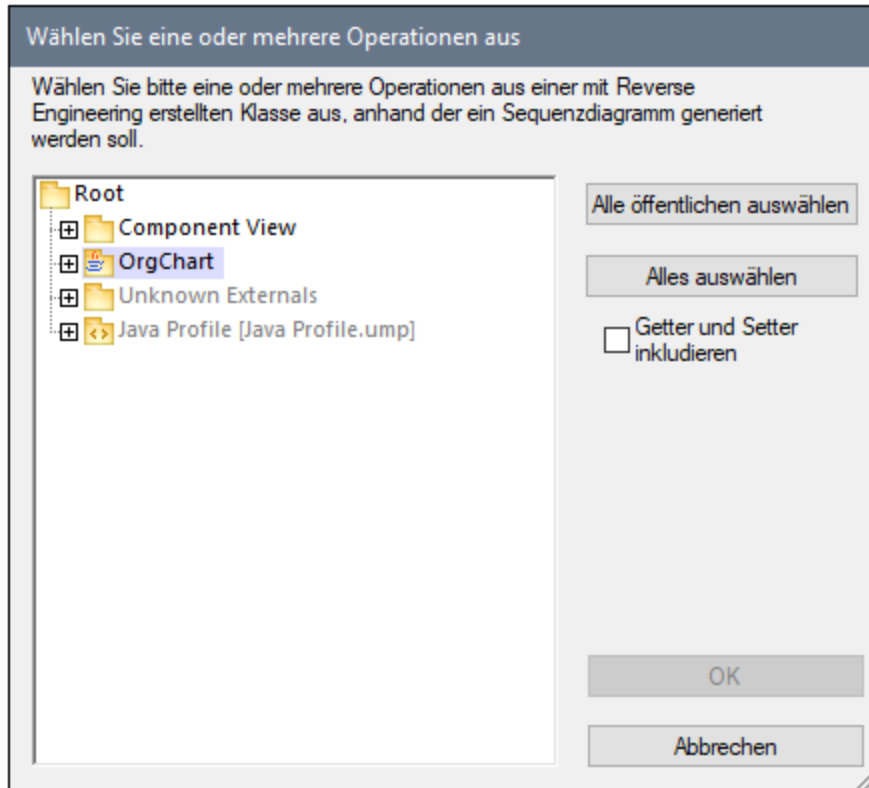 Wählen Sie eine oder mehrere Operationen aus
Wählen Sie bitte eine oder mehrere Operationen aus einer mit Reverse
Engineering erstellten Klasse aus, anhand der ein Sequenzdiagramm generiert
werden soll.
Root
Component View
OrgChart
Unknown Externals
Java Profile [Java Profile.ump]
Alle öffentlichen auswählen
Alles auswählen
Getter und Setter
inkludieren
OK
Abbrechen